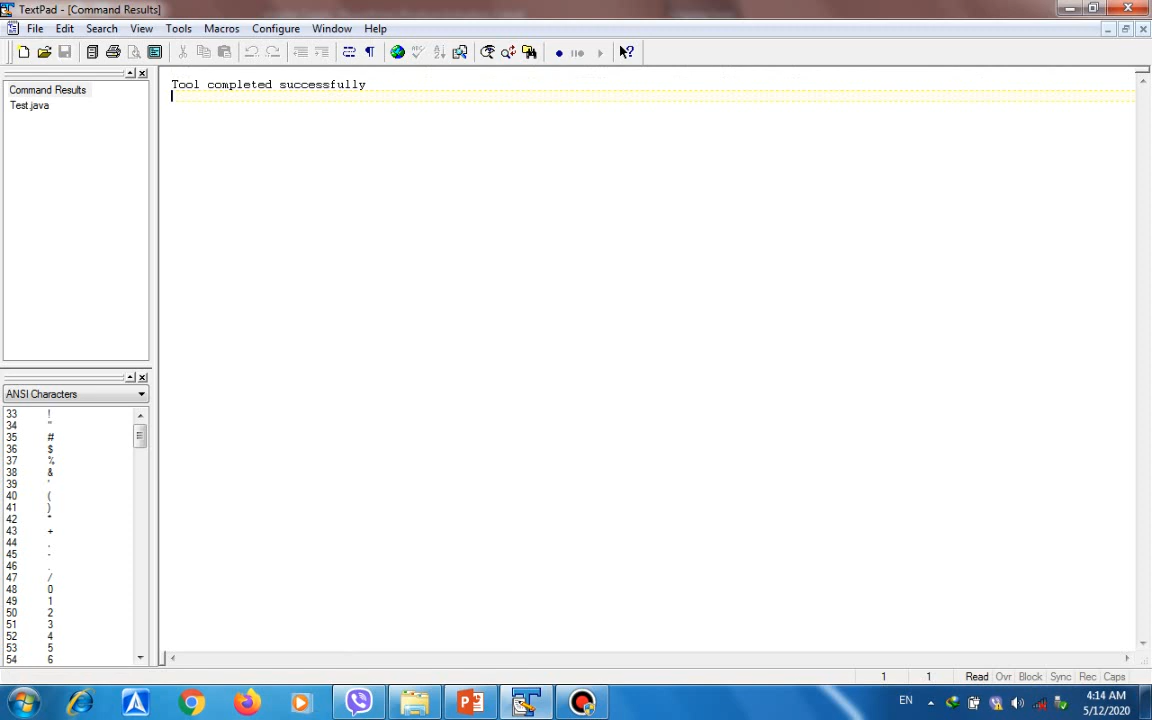 TextPad - [Command Results]
File Edit Search View Tools Macros Configure Window Help
Command Results
Test.java
Tool completed successfully
ANSI Characters
33 !
34 "
35 #
36 $
37 %
38 &
39 '
40 (
41 )
42 *
43 +
44 ,
45 -
46 .
47 /
48 0
49 1
50 2
51 3
52 4
53 5
54 6
1 1 Read Ovr Block Sync Rec Caps
EN
4:14 AM
5/12/2020